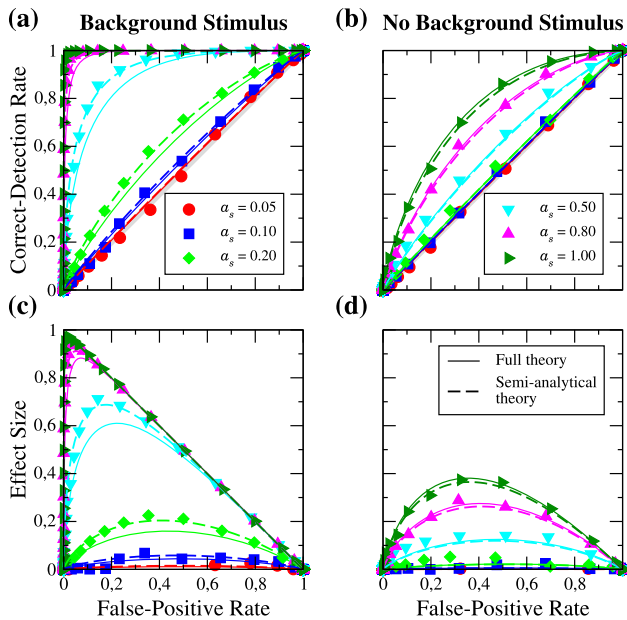 (a) Background Stimulus
(b) No Background Stimulus
Correct-Detection Rate
1
0,8
0,6
0,4
0,2
0
a_s = 0.05
a_s = 0.10
a_s = 0.20
a_s = 0.50
a_s = 0.80
a_s = 1.00
(c)
(d)
Effect Size
1
0,8
0,6
0,4
0,2
0
0 0,2 0,4 0,6 0,8 1
False-Positive Rate
Full theory
Semi-analytical
theory
0 0,2 0,4 0,6 0,8
False-Positive Rate